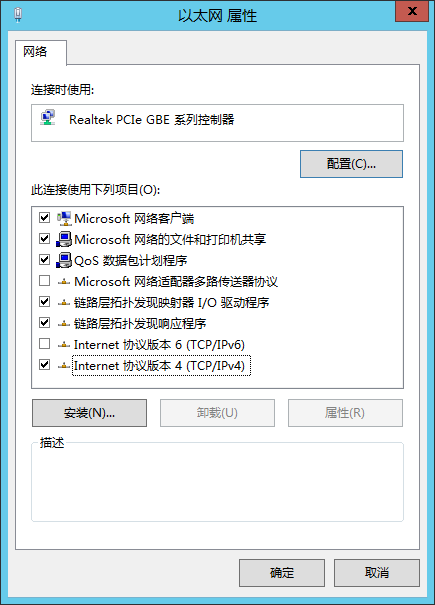 以太网 属性
网络
连接时使用:
Realtek PCIe GBE 系列控制器
配置(C)...
此连接使用下列项目(O):
Microsoft 网络客户端
Microsoft 网络的文件和打印机共享
QoS 数据包计划程序
Microsoft 网络适配器多路传送器协议
链路层拓扑发现映射器 I/O 驱动程序
链路层拓扑发现响应程序
Internet 协议版本 6 (TCP/IPv6)
Internet 协议版本 4 (TCP/IPv4)
安装(N)... 卸载(U) 属性(R)
描述
确定 取消